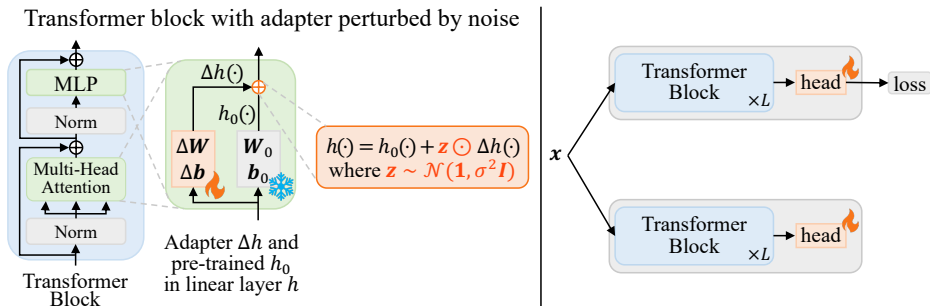 Transformer block with adapter perturbed by noise
MLP
Norm
Multi-Head
Attention
Norm
Transformer
Block
Δh(·)
h₀(·)
ΔW
Δb
W₀
b₀
Adapter Δh and
pre-trained h₀
in linear layer h
h(·) = h₀(·) + z ⊙ Δh(·)
where z ~ 𝒩(1, σ²I)
x
Transformer
Block
×L
head
loss
Transformer
Block
×L
head